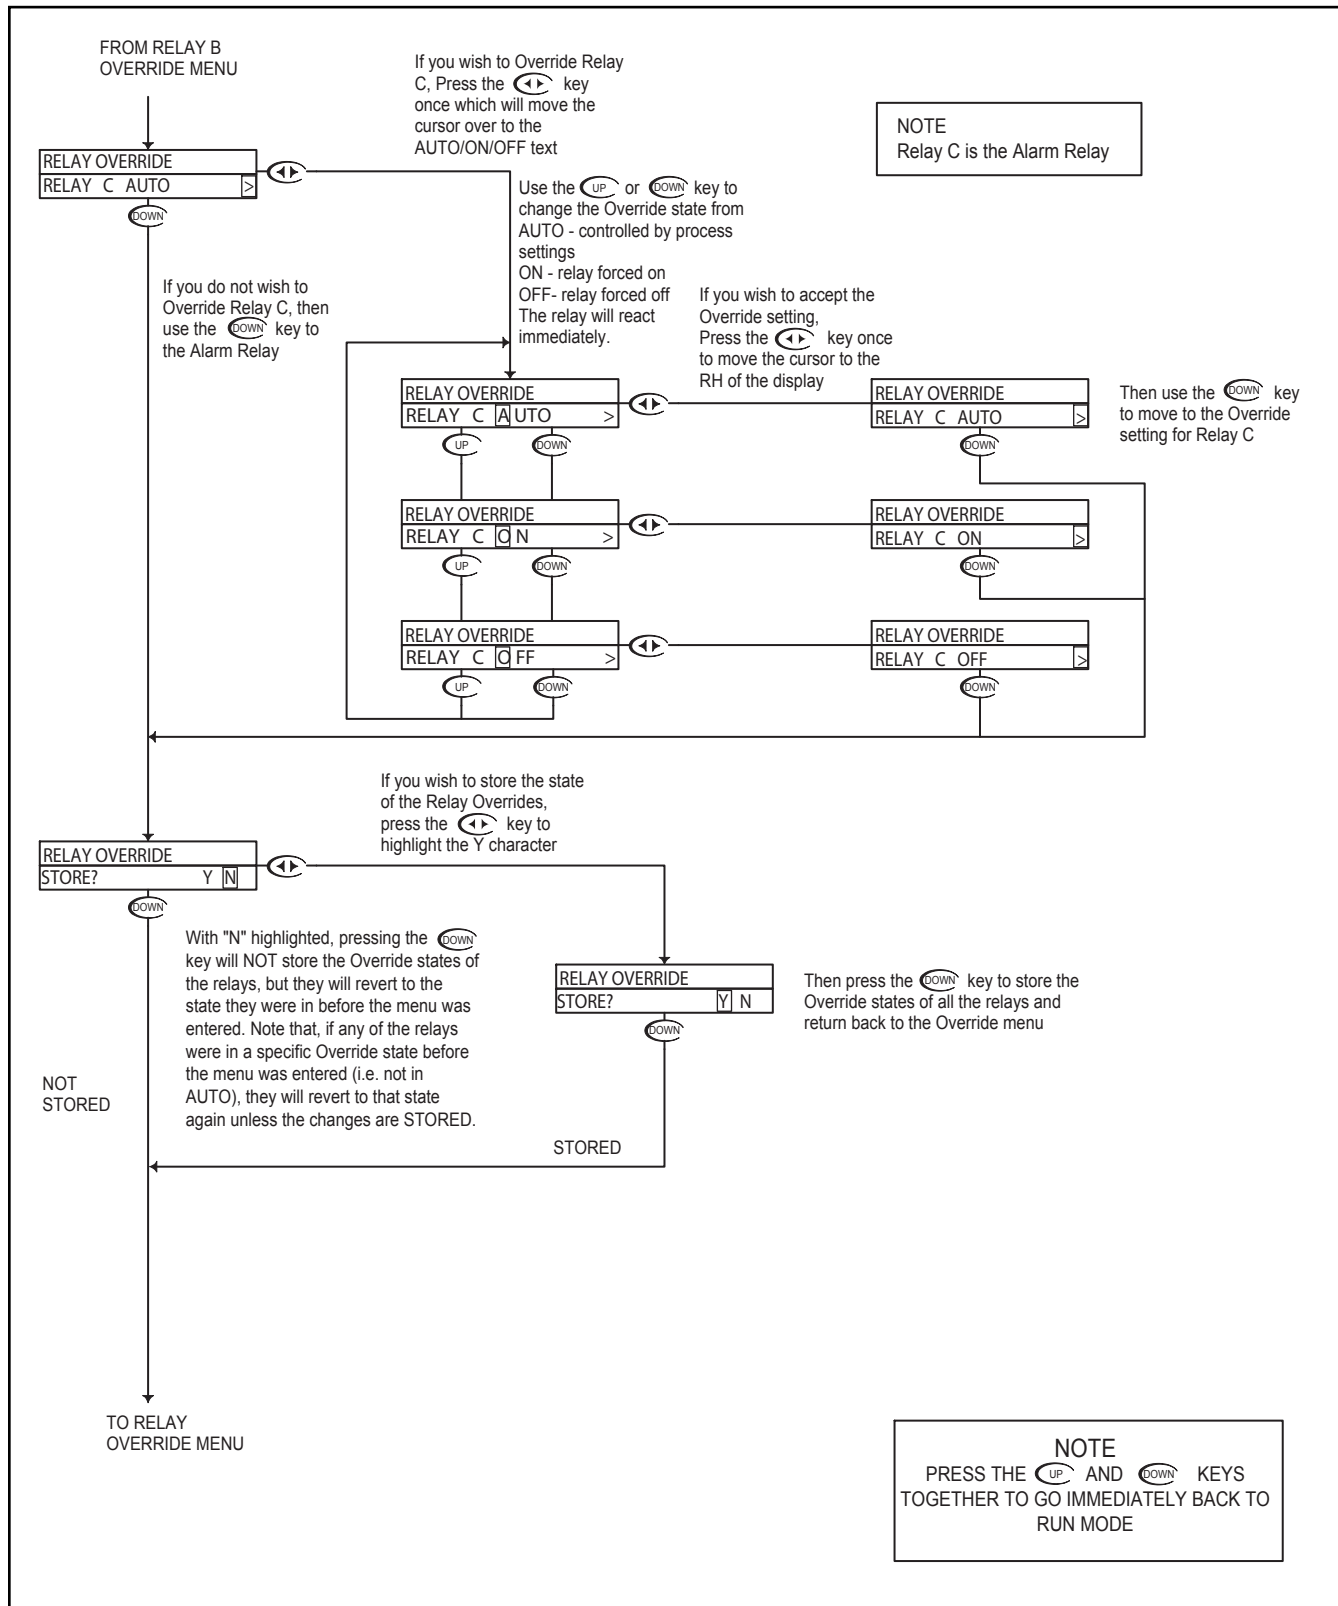 FROM RELAY B
OVERRIDE MENU
If you wish to Override Relay
C, Press the key
once which will move the
cursor over to the
AUTO/ON/OFF text
NOTE
Relay C is the Alarm Relay
RELAY OVERRIDE
RELAY C AUTO >
DOWN
Use the UP or DOWN key to
change the Override state from
AUTO - controlled by process
settings
ON - relay forced on
OFF- relay forced off
The relay will react
immediately.
If you do not wish to
Override Relay C, then
use the DOWN key to
the Alarm Relay
If you wish to accept the
Override setting,
Press the key once
to move the cursor to the
RH of the display
RELAY OVERRIDE
RELAY C AUTO >
UP DOWN
RELAY OVERRIDE
RELAY C AUTO >
DOWN
Then use the DOWN key
to move to the Override
setting for Relay C
RELAY OVERRIDE
RELAY C ON >
UP DOWN
RELAY OVERRIDE
RELAY C ON >
DOWN
RELAY OVERRIDE
RELAY C OFF >
UP DOWN
RELAY OVERRIDE
RELAY C OFF >
DOWN
If you wish to store the state
of the Relay Overrides,
press the key to
highlight the Y character
RELAY OVERRIDE
STORE? Y N
DOWN
With "N" highlighted, pressing the DOWN
key will NOT store the Override states of
the relays, but they will revert to the
state they were in before the menu was
entered. Note that, if any of the relays
were in a specific Override state before
the menu was entered (i.e. not in
AUTO), they will revert to that state
again unless the changes are STORED.
RELAY OVERRIDE
STORE? Y N
DOWN
Then press the DOWN key to store the
Override states of all the relays and
return back to the Override menu
NOT
STORED
STORED
TO RELAY
OVERRIDE MENU
NOTE
PRESS THE UP AND DOWN KEYS
TOGETHER TO GO IMMEDIATELY BACK TO
RUN MODE